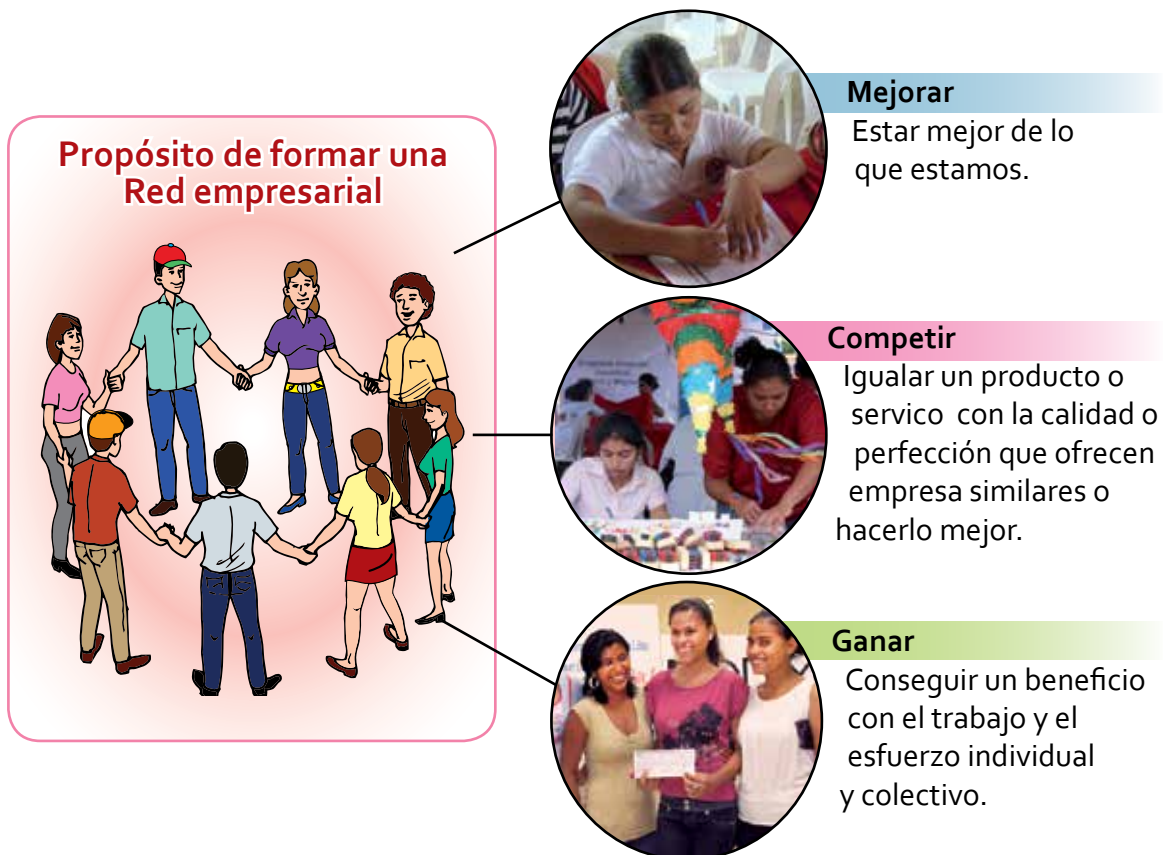 Propósito de formar una
Red empresarial
Mejorar
Estar mejor de lo
que estamos.
Competir
Igualar un producto o
servico con la calidad o
perfección que ofrecen
empresa similares o
hacerlo mejor.
Ganar
Conseguir un beneficio
con el trabajo y el
esfuerzo individual
y colectivo.